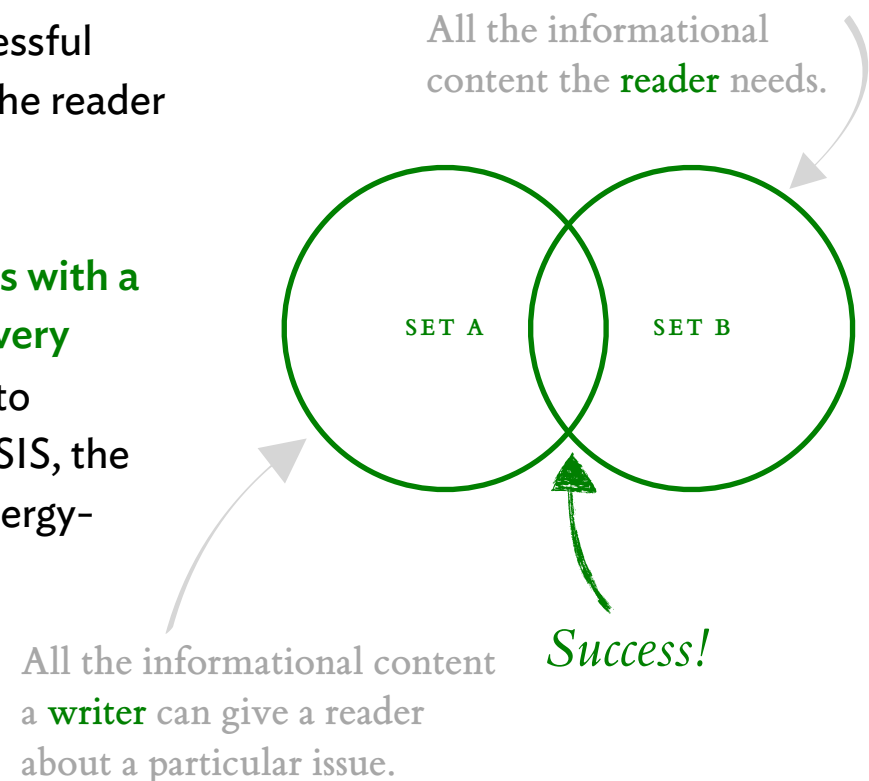 essful
he reader
s with a
very
to
SIS, the
ergy-
All the informational
content the reader needs.
SET A
SET B
Success!
All the informational content
a writer can give a reader
about a particular issue.